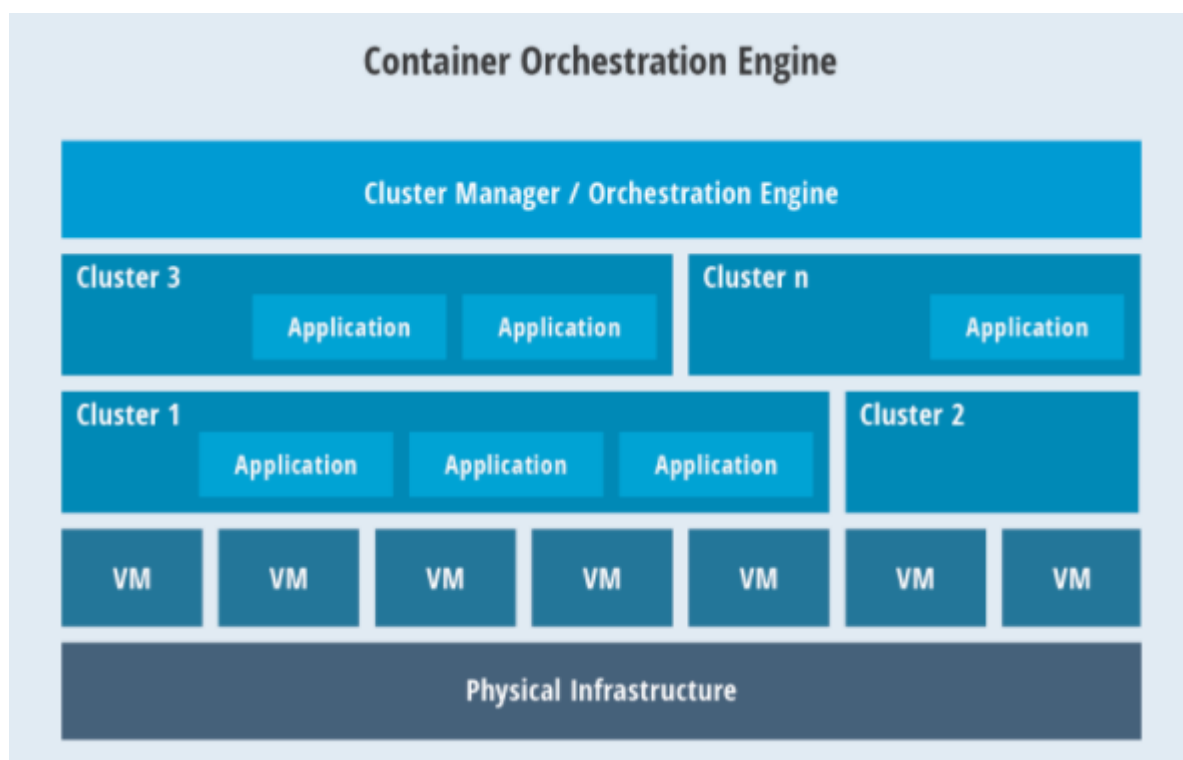 Container Orchestration Engine
Cluster Manager / Orchestration Engine
Cluster 3
Application
Application
Cluster n
Application
Cluster 1
Application
Application
Application
Cluster 2
VM
VM
VM
VM
VM
VM
VM
Physical Infrastructure